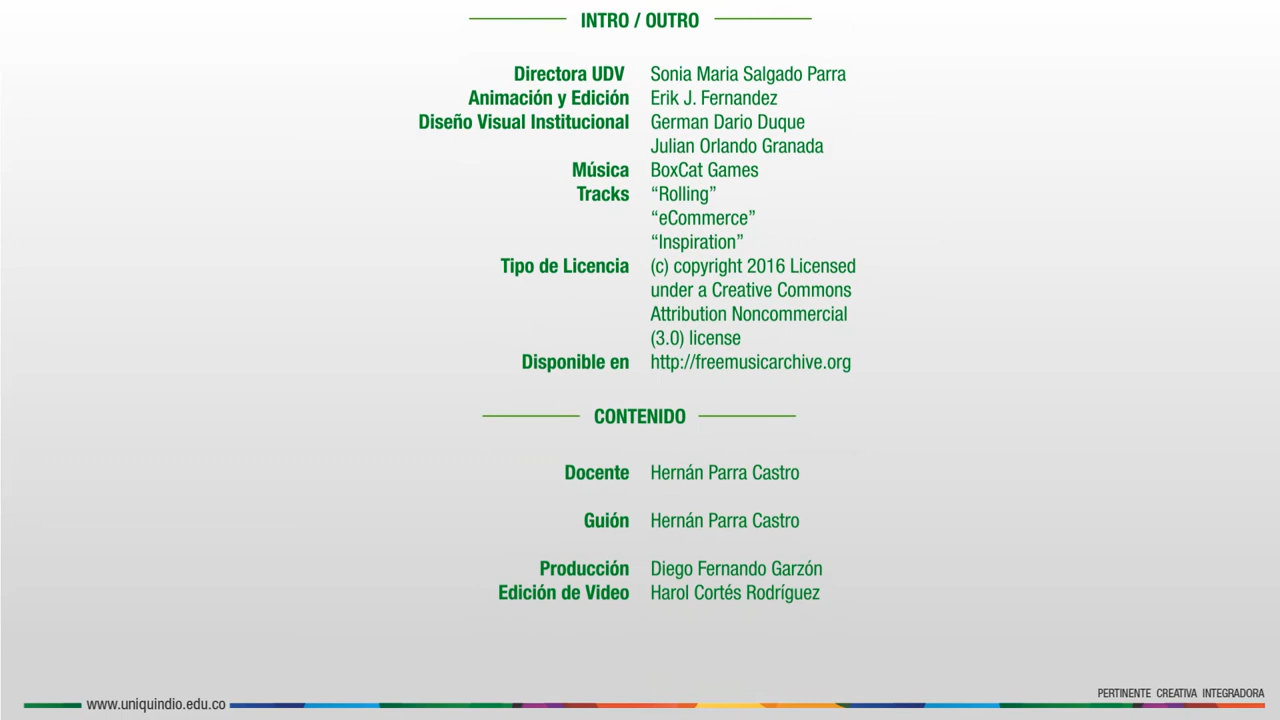 INTRO / OUTRO
Directora UDV Sonia Maria Salgado Parra
Animación y Edición Erik J. Fernandez
Diseño Visual Institucional German Dario Duque
Julian Orlando Granada
Música BoxCat Games
Tracks “Rolling”
“eCommerce”
“Inspiration”
Tipo de Licencia (c) copyright 2016 Licensed
under a Creative Commons
Attribution Noncommercial
(3.0) license
Disponible en http://freemusicarchive.org
CONTENIDO
Docente Hernán Parra Castro
Guión Hernán Parra Castro
Producción Diego Fernando Garzón
Edición de Video Harol Cortés Rodríguez
PERTINENTE CREATIVA INTEGRADORA
www.uniquindio.edu.co